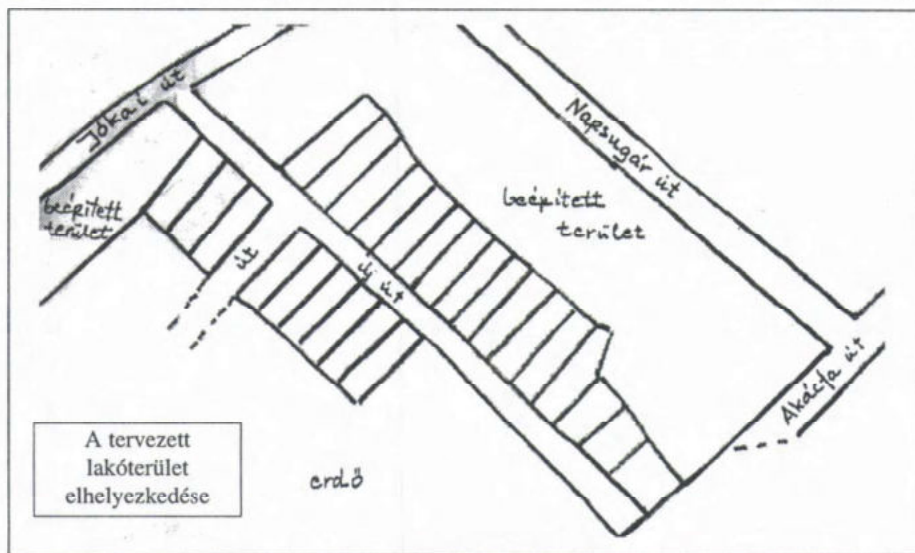 Jókai út
Napsugár út
beépített
terület
beépített
terület
út
új út
Akácfa út
A tervezett
lakóterület
elhelyezkedése
erdő